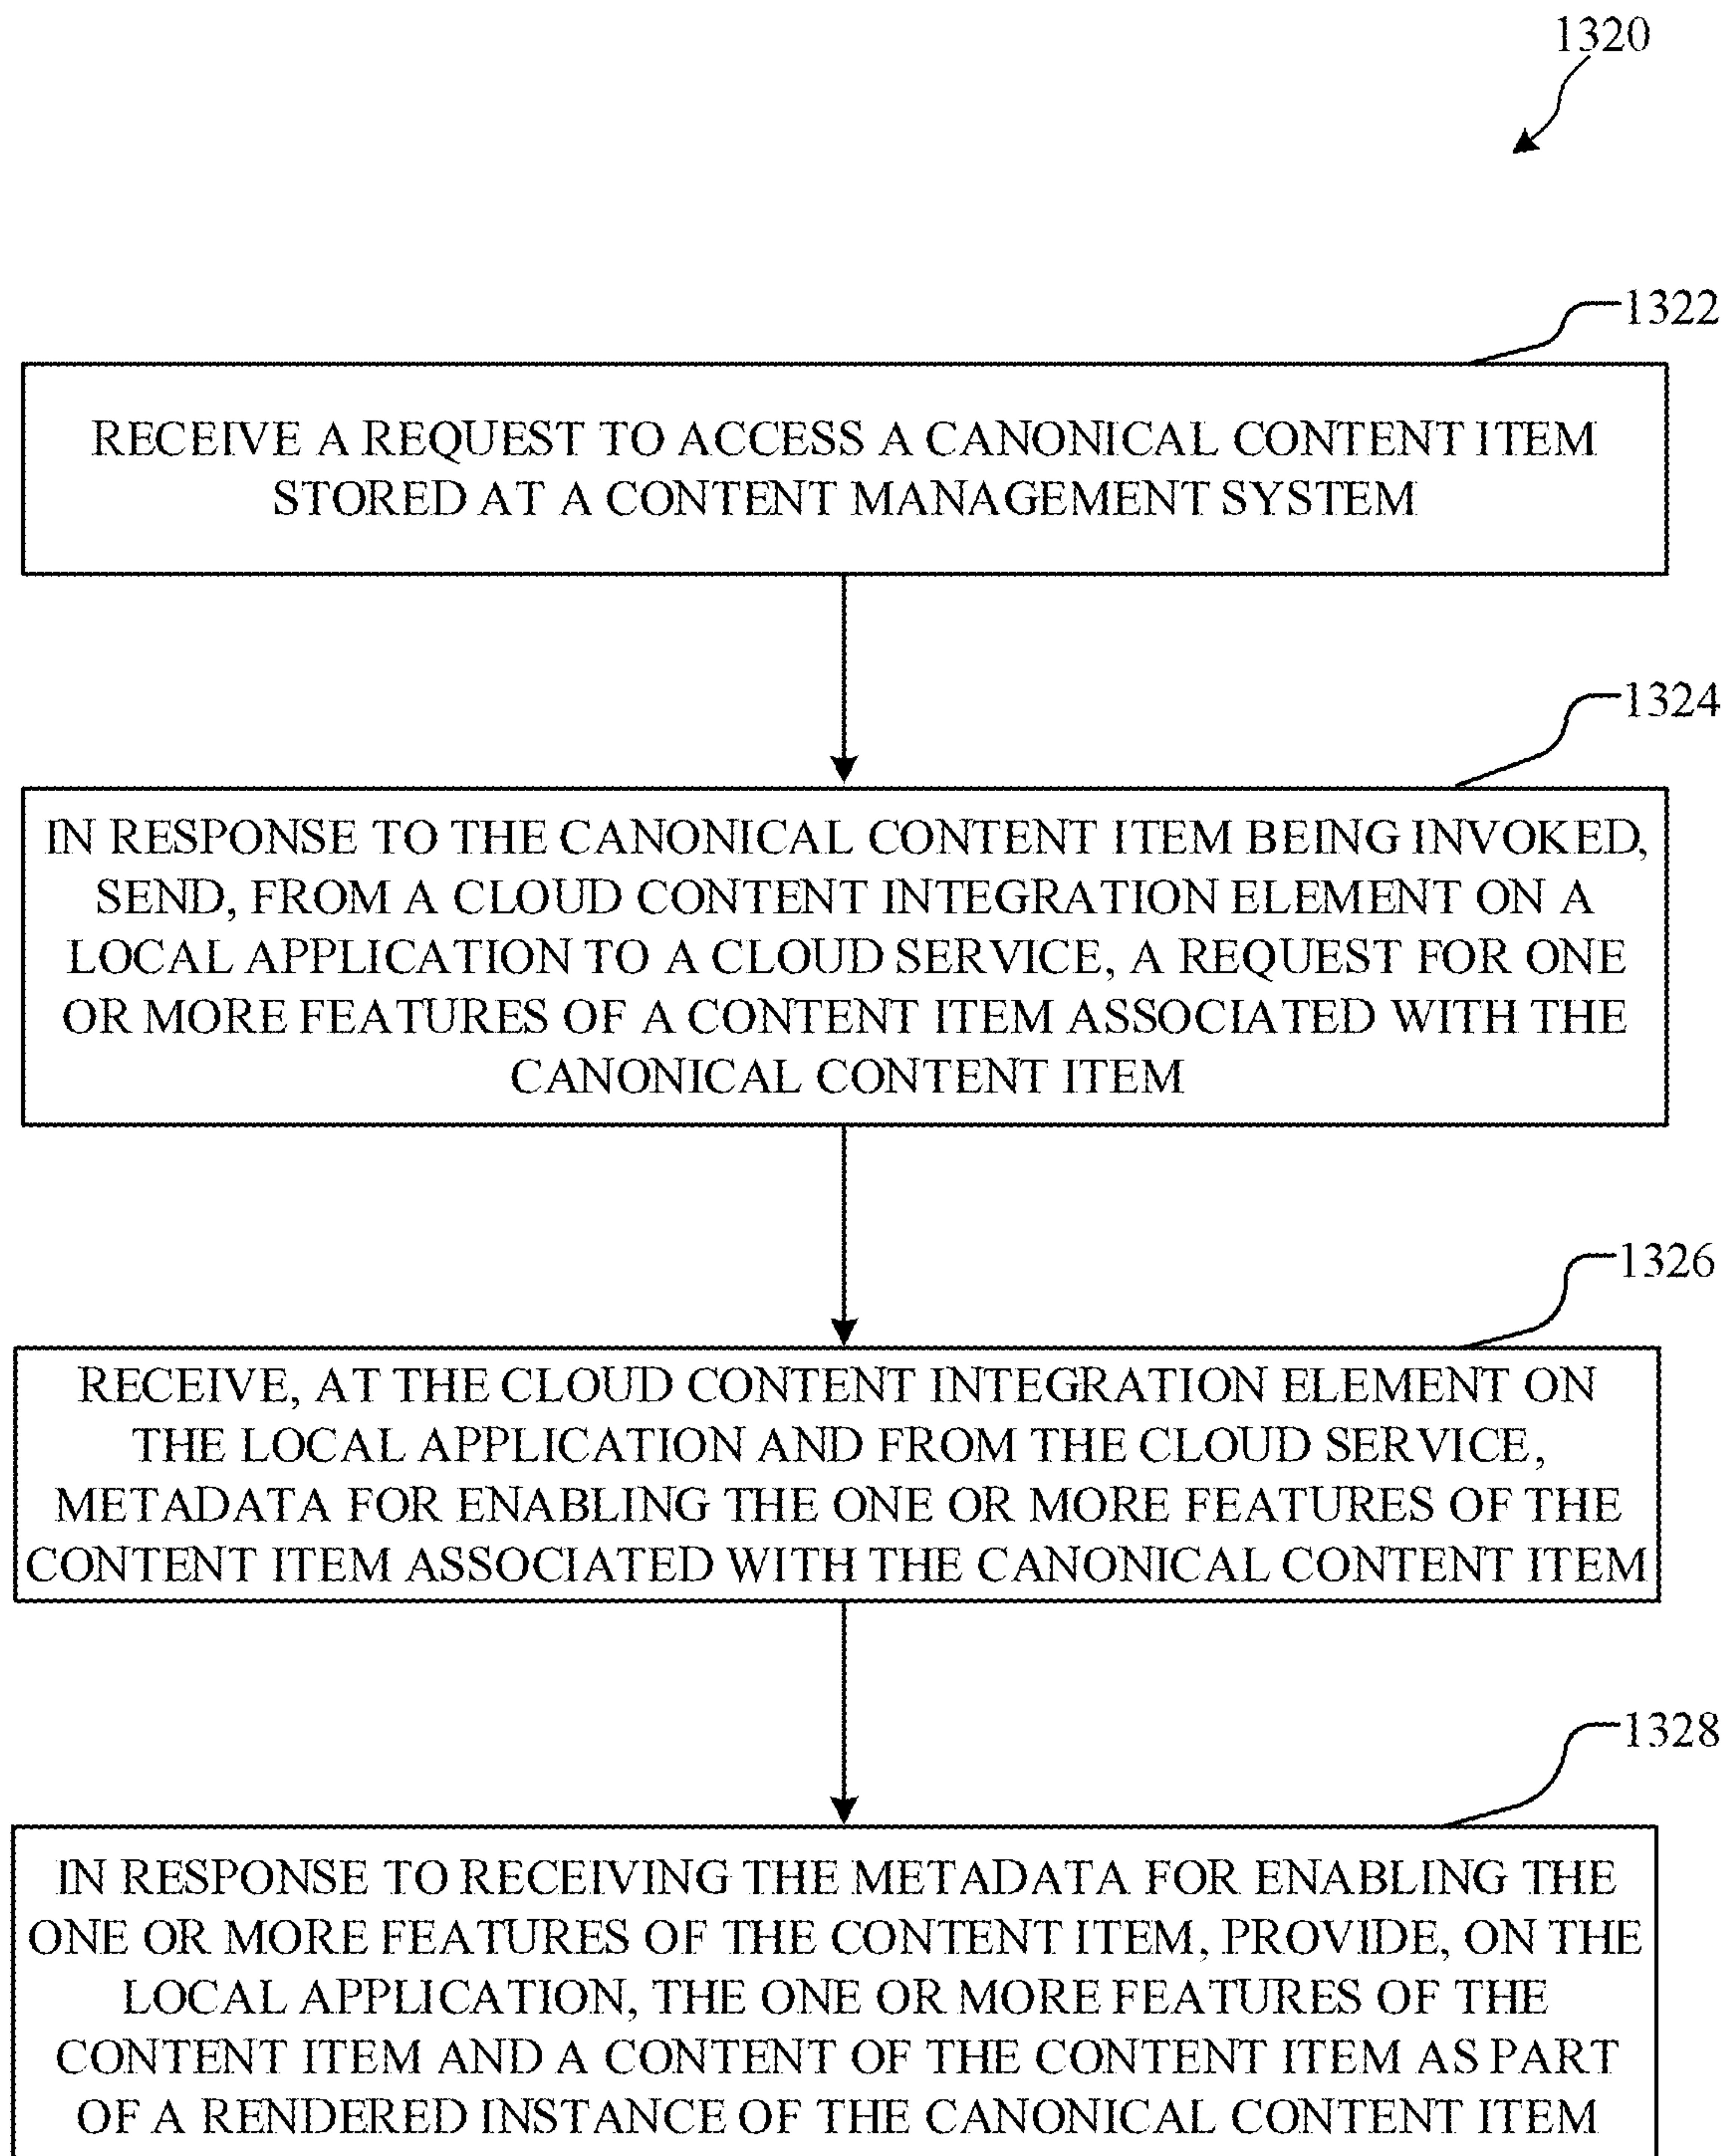 1320
1322
RECEIVE A REQUEST TO ACCESS A CANONICAL CONTENT ITEM
STORED AT A CONTENT MANAGEMENT SYSTEM
1324
IN RESPONSE TO THE CANONICAL CONTENT ITEM BEING INVOKED,
SEND, FROM A CLOUD CONTENT INTEGRATION ELEMENT ON A
LOCAL APPLICATION TO A CLOUD SERVICE, A REQUEST FOR ONE
OR MORE FEATURES OF A CONTENT ITEM ASSOCIATED WITH THE
CANONICAL CONTENT ITEM
1326
RECEIVE, AT THE CLOUD CONTENT INTEGRATION ELEMENT ON
THE LOCAL APPLICATION AND FROM THE CLOUD SERVICE,
METADATA FOR ENABLING THE ONE OR MORE FEATURES OF THE
CONTENT ITEM ASSOCIATED WITH THE CANONICAL CONTENT ITEM
1328
IN RESPONSE TO RECEIVING THE METADATA FOR ENABLING THE
ONE OR MORE FEATURES OF THE CONTENT ITEM, PROVIDE, ON THE
LOCAL APPLICATION, THE ONE OR MORE FEATURES OF THE
CONTENT ITEM AND A CONTENT OF THE CONTENT ITEM AS PART
OF A RENDERED INSTANCE OF THE CANONICAL CONTENT ITEM